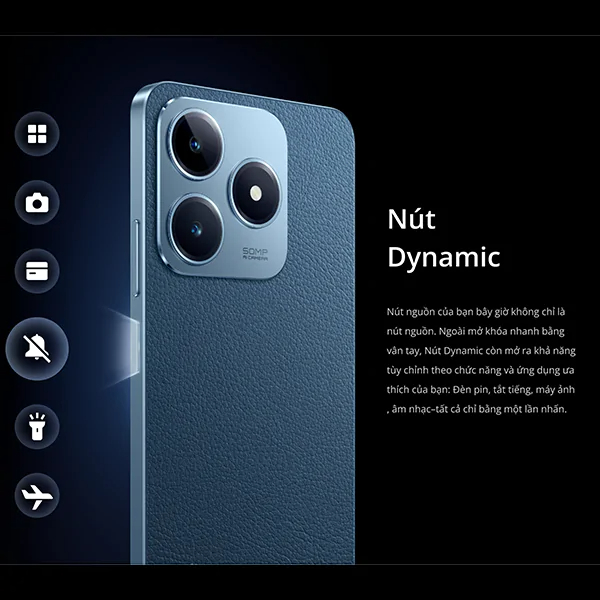 50MP
AI CAMERA
Nút
Dynamic
Nút nguồn của bạn bây giờ không chỉ là
nút nguồn. Ngoài mở khóa nhanh bằng
vân tay, Nút Dynamic còn mở ra khả năng
tùy chỉnh theo chức năng và ứng dụng ưa
thích của bạn: Đèn pin, tắt tiếng, máy ảnh
, âm nhạc–tất cả chỉ bằng một lần nhấn.